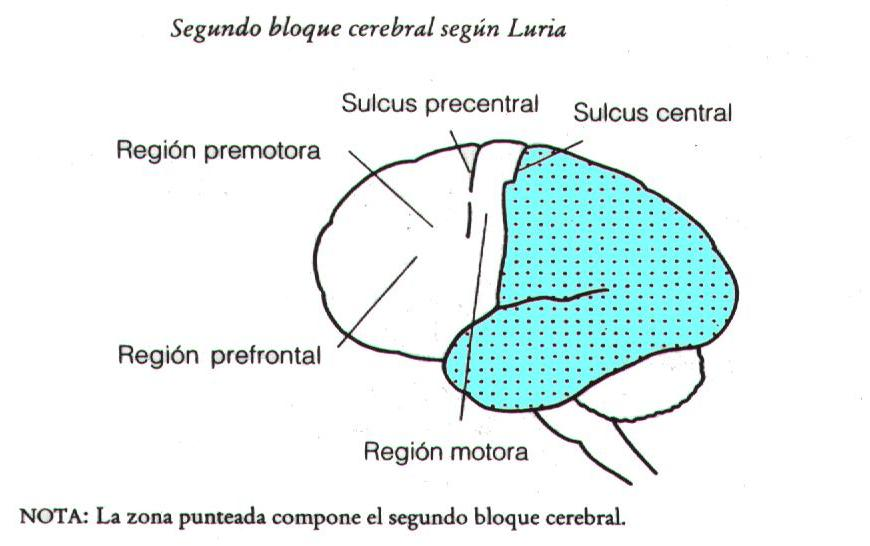 Segundo bloque cerebral según Luria
Sulcus precentral
Sulcus central
Región premotora
Región prefrontal
Región motora
NOTA: La zona punteada compone el segundo bloque cerebral.